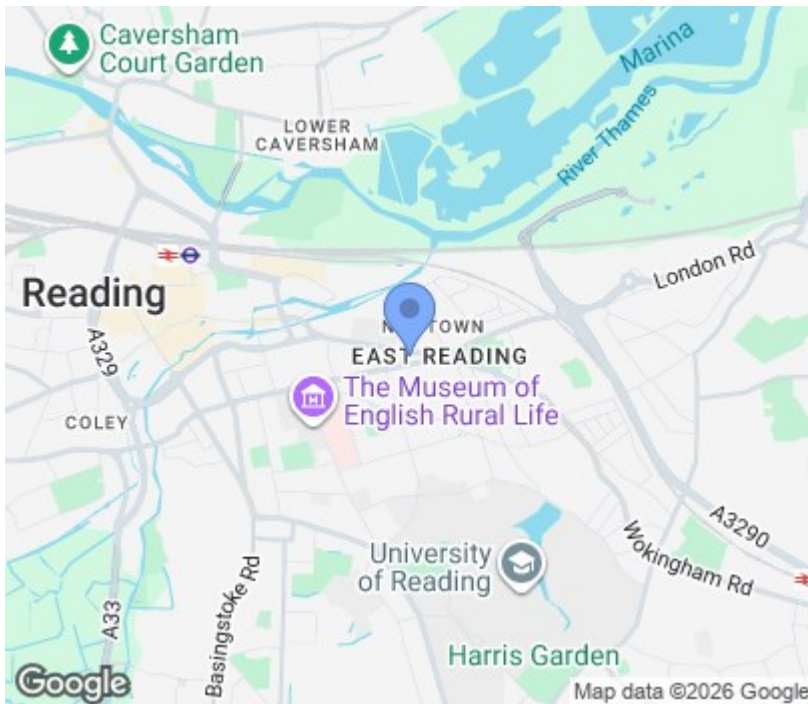 Caversham
Court Garden
Marina
LOWER
CAVERSHAM
River Thames
London Rd
Reading
A329
TOWN
EAST READING
The Museum of
English Rural Life
COLEY
A3290
University
of Reading
Wokingham Rd
Basingstoke Rd
A33
Harris Garden
Google
Map data ©2026 Google